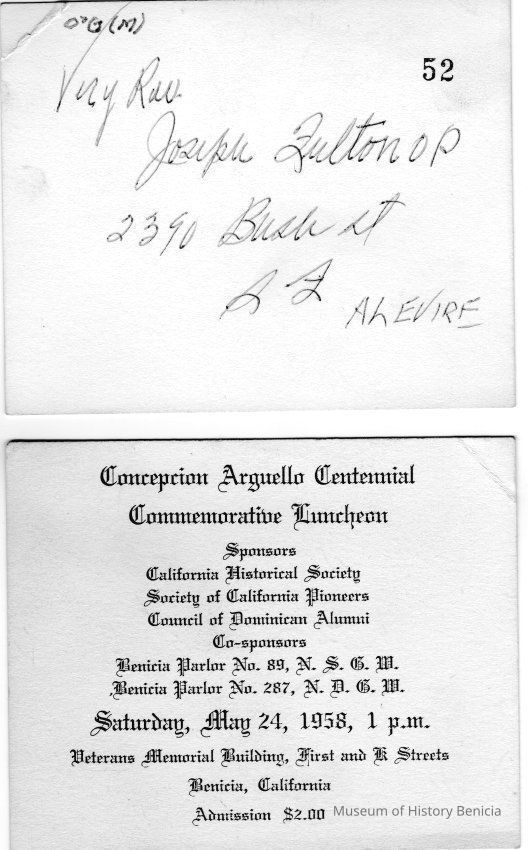 52
Very Rev.
Joseph Fulton O P
2390 Bush St
S F
ALEVIRE
Concepcion Arguello Centennial
Commemorative Luncheon
Sponsors
California Historical Society
Society of California Pioneers
Council of Dominican Alumni
Co-sponsors
Benicia Parlor No. 89, N. S. G. W.
Benicia Parlor No. 287, N. D. G. W.
Saturday, May 24, 1958, 1 p.m.
Veterans Memorial Building, First and K Streets
Benicia, California
Admission $2.00
Museum of History Benicia